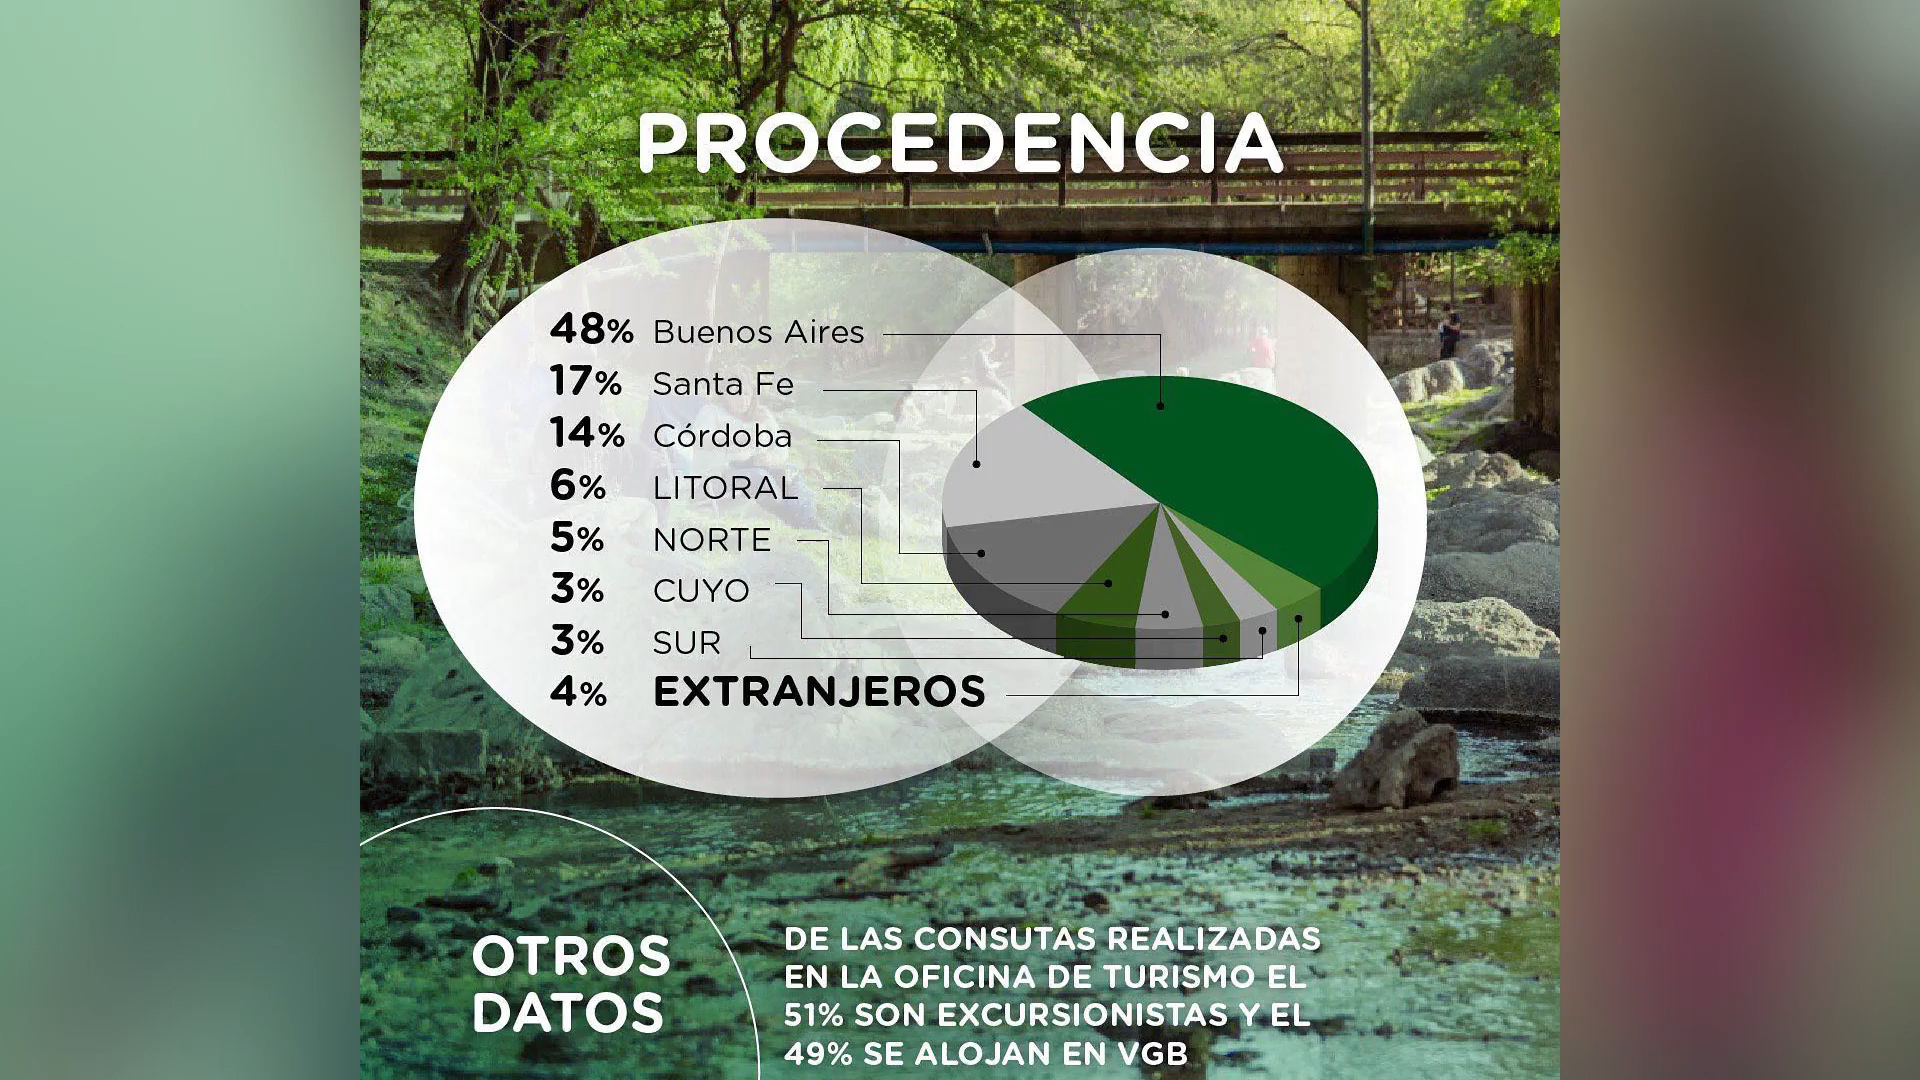 PROCEDENCIA
48% Buenos Aires
17% Santa Fe
14% Córdoba
6% LITORAL
5% NORTE
3% CUYO
3% SUR
4% EXTRANJEROS
OTROS
DATOS
DE LAS CONSUTAS REALIZADAS
EN LA OFICINA DE TURISMO EL
51% SON EXCURSIONISTAS Y EL
49% SE ALOJAN EN VGB